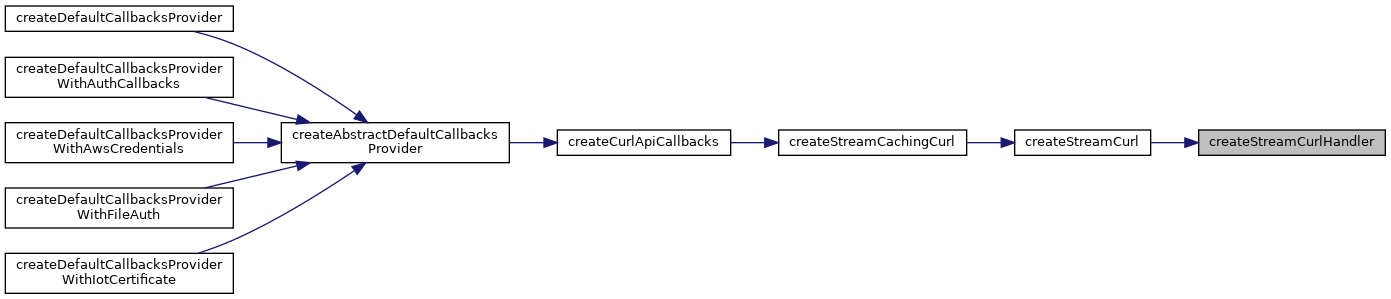 createDefaultCallbacksProvider
createDefaultCallbacksProvider
WithAuthCallbacks
createDefaultCallbacksProvider
WithAwsCredentials
createDefaultCallbacksProvider
WithFileAuth
createDefaultCallbacksProvider
WithIotCertificate
createAbstractDefaultCallbacks
Provider
createCurlApiCallbacks
createStreamCachingCurl
createStreamCurl
createStreamCurlHandler